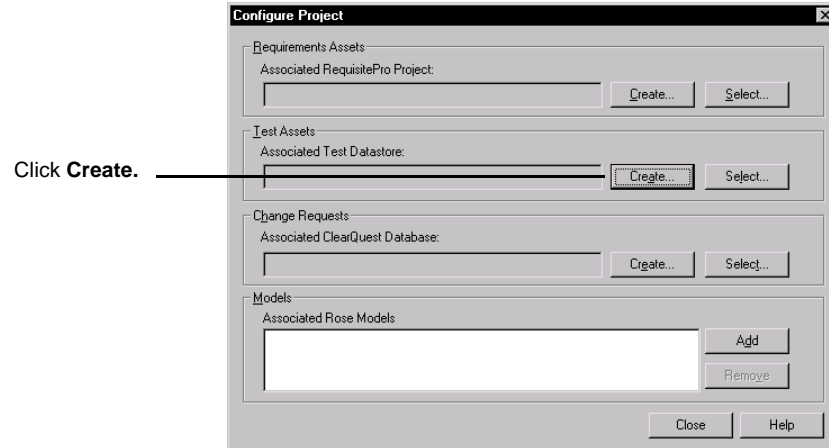 Configure Project
Requirements Assets
Associated RequisitePro Project:
Create... Select...
Test Assets
Associated Test Datastore:
Click Create.
Create... Select...
Change Requests
Associated ClearQuest Database:
Create... Select...
Models
Associated Rose Models
Add
Remove
Close Help